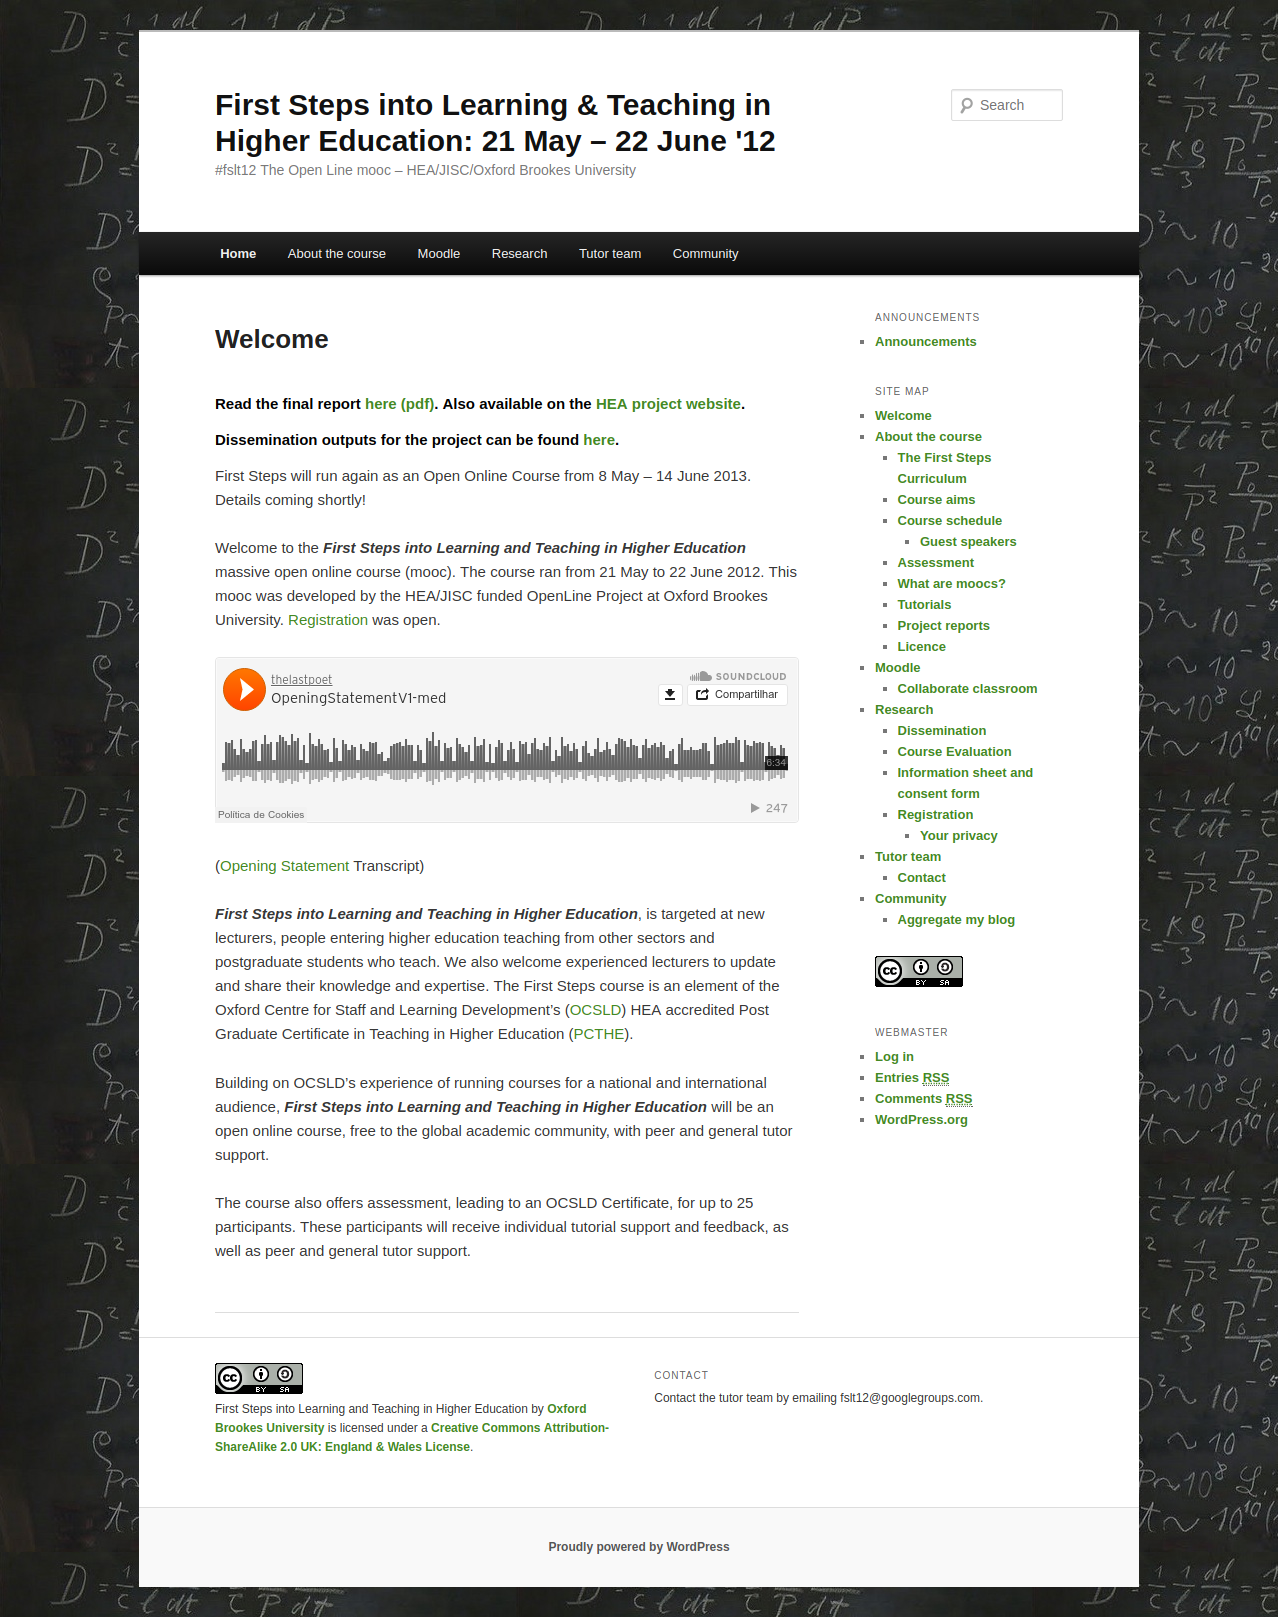 First Steps into Learning & Teaching in
Higher Education: 21 May – 22 June '12
#fslt12 The Open Line mooc – HEA/JISC/Oxford Brookes University
Search
Home About the course Moodle Research Tutor team Community
Welcome
Read the final report here (pdf). Also available on the HEA project website.
Dissemination outputs for the project can be found here.
First Steps will run again as an Open Online Course from 8 May – 14 June 2013.
Details coming shortly!
Welcome to the First Steps into Learning and Teaching in Higher Education
massive open online course (mooc). The course ran from 21 May to 22 June 2012. This
mooc was developed by the HEA/JISC funded OpenLine Project at Oxford Brookes
University. Registration was open.
thelastpoet
OpeningStatementV1-med
SOUNDCLOUD
Compartilhar
6:34
247
Política de Cookies
(Opening Statement Transcript)
First Steps into Learning and Teaching in Higher Education, is targeted at new
lecturers, people entering higher education teaching from other sectors and
postgraduate students who teach. We also welcome experienced lecturers to update
and share their knowledge and expertise. The First Steps course is an element of the
Oxford Centre for Staff and Learning Development’s (OCSLD) HEA accredited Post
Graduate Certificate in Teaching in Higher Education (PCTHE).
Building on OCSLD’s experience of running courses for a national and international
audience, First Steps into Learning and Teaching in Higher Education will be an
open online course, free to the global academic community, with peer and general tutor
support.
The course also offers assessment, leading to an OCSLD Certificate, for up to 25
participants. These participants will receive individual tutorial support and feedback, as
well as peer and general tutor support.
ANNOUNCEMENTS
Announcements
SITE MAP
Welcome
About the course
The First Steps
Curriculum
Course aims
Course schedule
Guest speakers
Assessment
What are moocs?
Tutorials
Project reports
Licence
Moodle
Collaborate classroom
Research
Dissemination
Course Evaluation
Information sheet and
consent form
Registration
Your privacy
Tutor team
Contact
Community
Aggregate my blog
cc BY SA
WEBMASTER
Log in
Entries RSS
Comments RSS
WordPress.org
cc BY SA
First Steps into Learning and Teaching in Higher Education by Oxford
Brookes University is licensed under a Creative Commons Attribution-
ShareAlike 2.0 UK: England & Wales License.
CONTACT
Contact the tutor team by emailing fslt12@googlegroups.com.
Proudly powered by WordPress